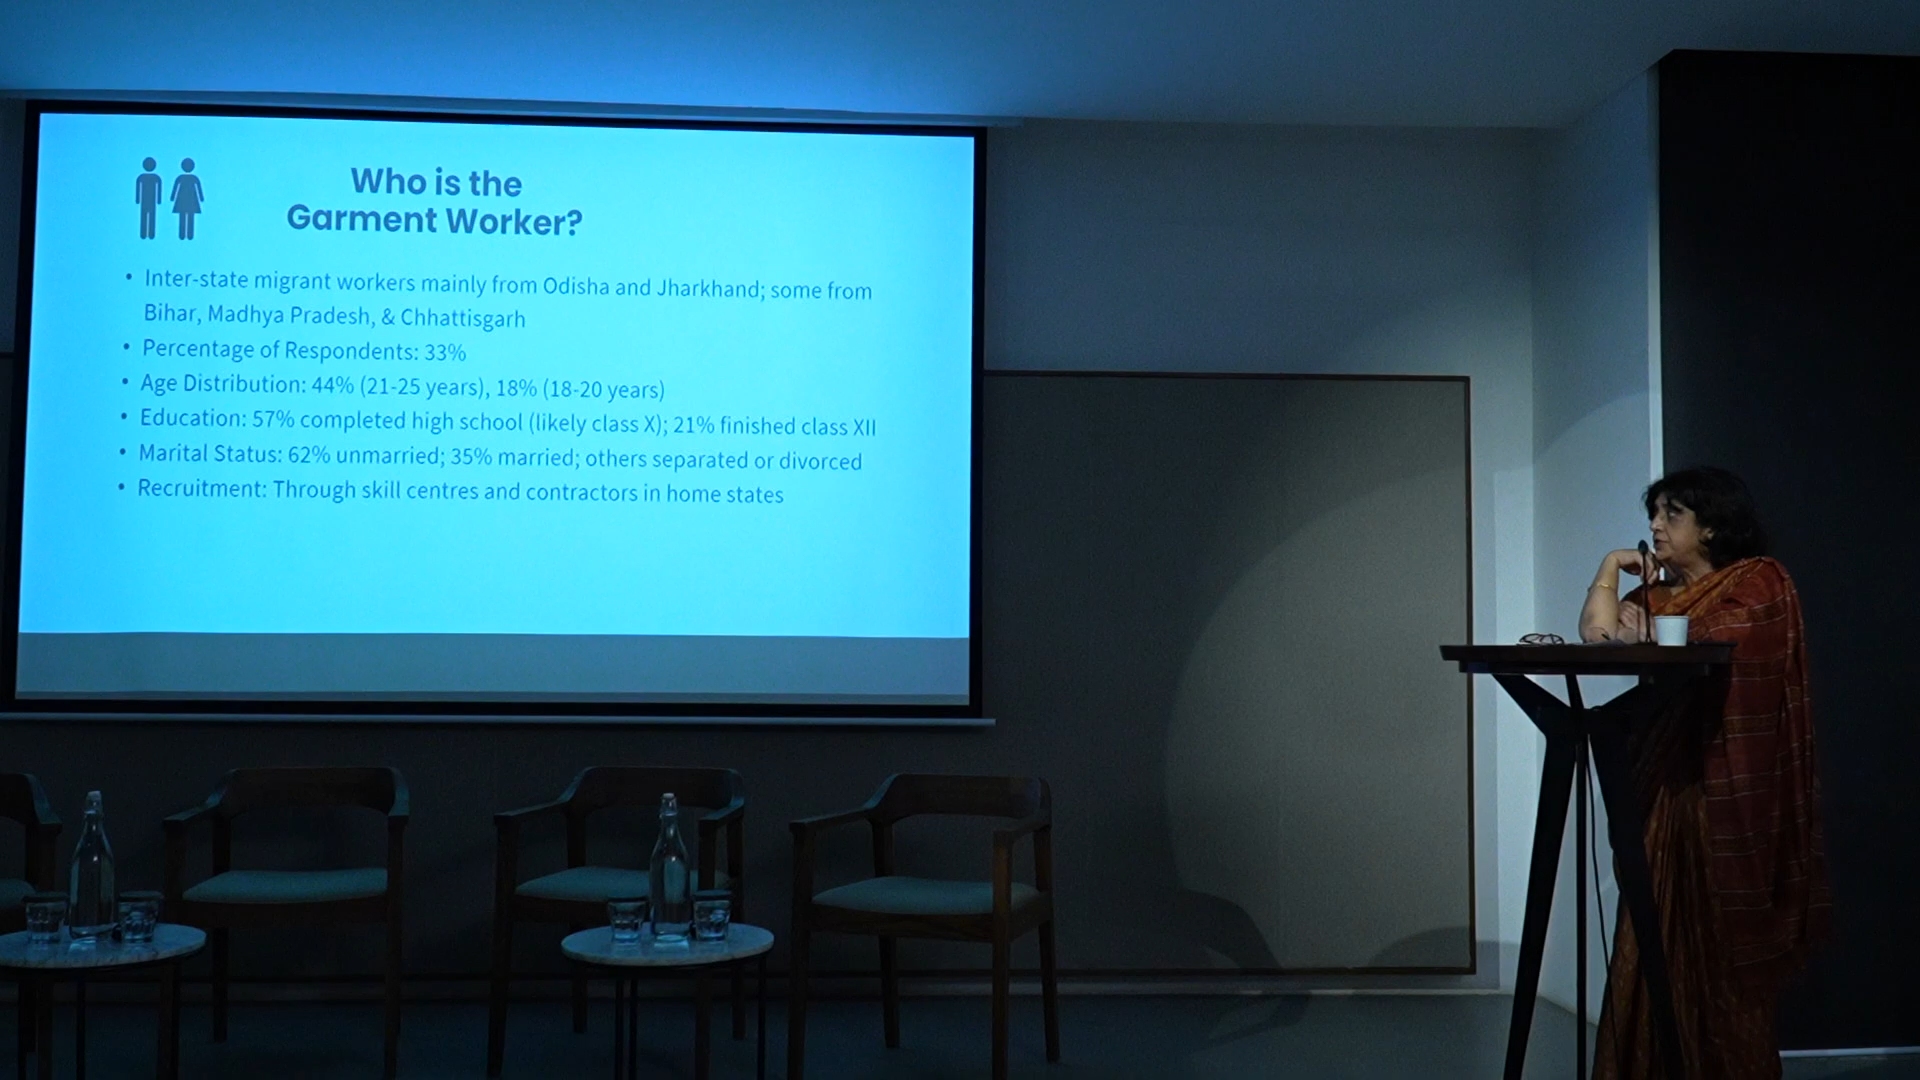 Who is the
Garment Worker?
• Inter-state migrant workers mainly from Odisha and Jharkhand; some from
Bihar, Madhya Pradesh, & Chhattisgarh
• Percentage of Respondents: 33%
• Age Distribution: 44% (21-25 years), 18% (18-20 years)
• Education: 57% completed high school (likely class X); 21% finished class XII
• Marital Status: 62% unmarried; 35% married; others separated or divorced
• Recruitment: Through skill centres and contractors in home states